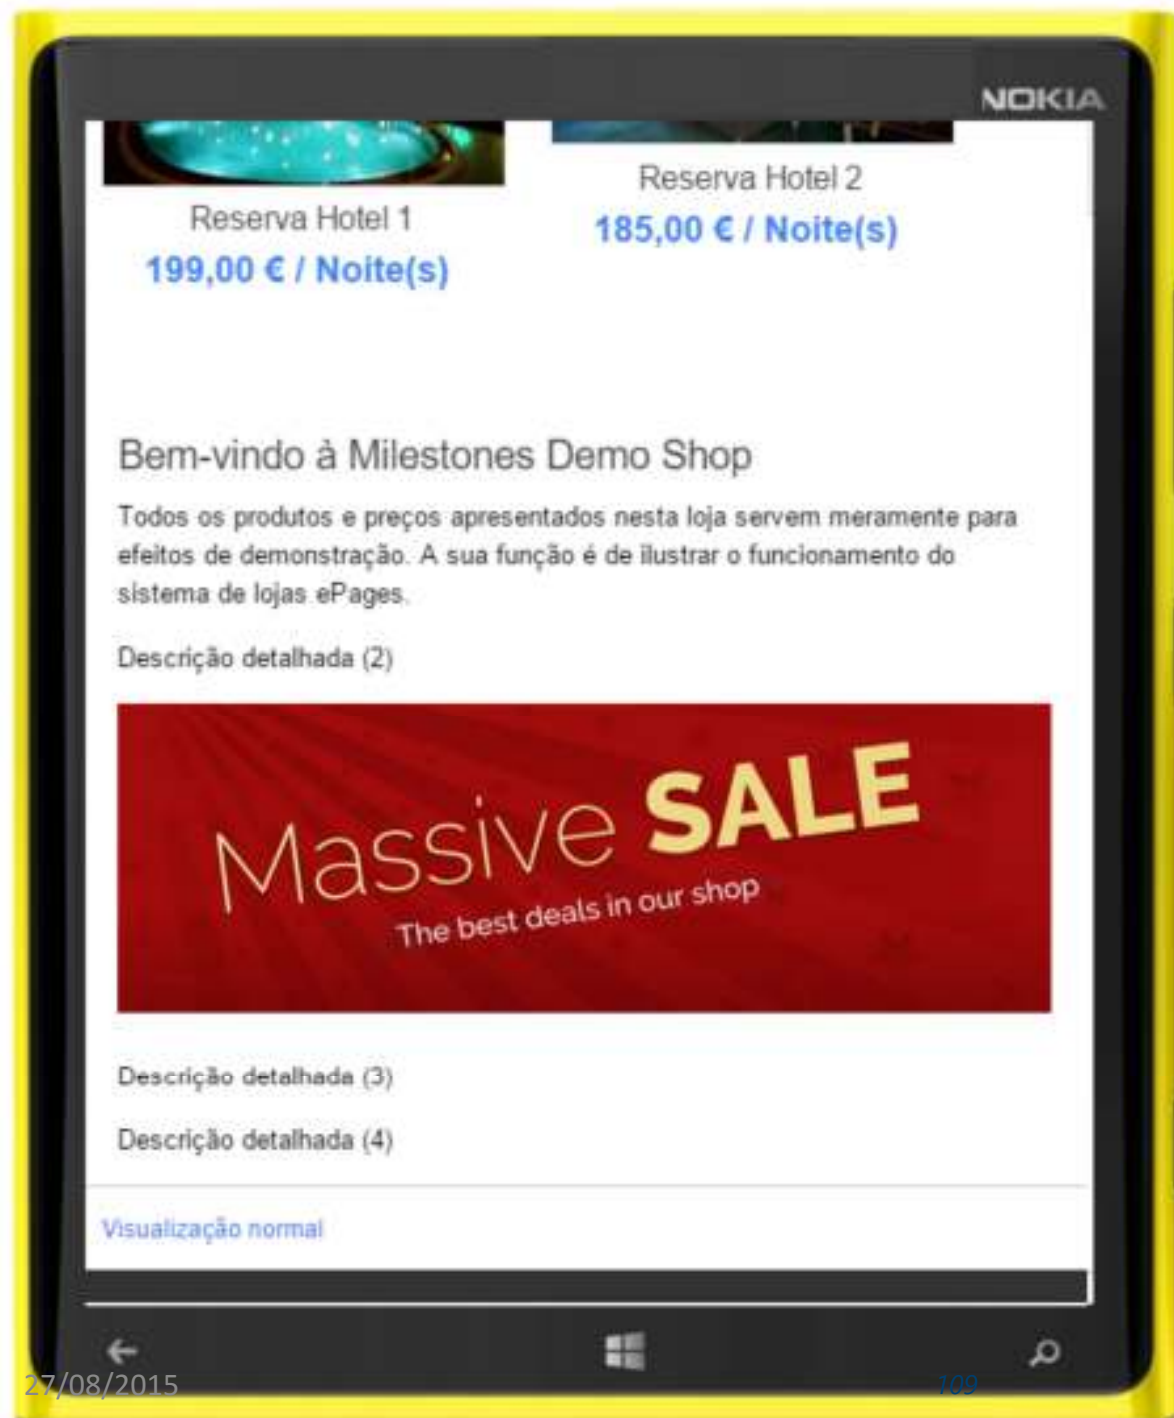 NOKIA
Reserva Hotel 1
199,00 € / Noite(s)
Reserva Hotel 2
185,00 € / Noite(s)
Bem-vindo à Milestones Demo Shop
Todos os produtos e preços apresentados nesta loja servem meramente para
efeitos de demonstração. A sua função é de ilustrar o funcionamento do
sistema de lojas ePages.
Descrição detalhada (2)
Massive SALE
The best deals in our shop
Descrição detalhada (3)
Descrição detalhada (4)
Visualização normal
27/08/2015
109